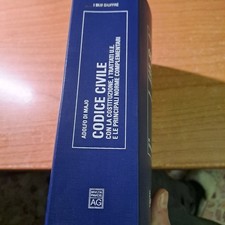 ADOLFO DI MAJO
CODICE CIVILE
CON LA COSTITUZIONE, I TRATTATI U.E.
E LE PRINCIPALI NORME COMPLEMENTARI
AG